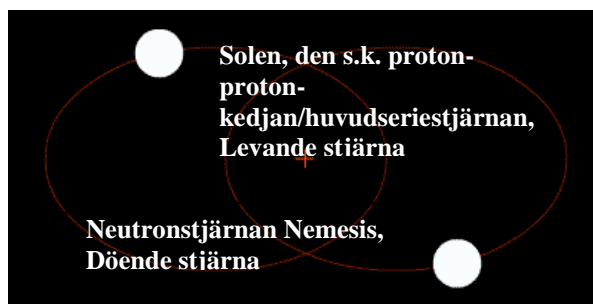 Solen, den s.k. proton-
proton-
kedjan/huvudseriestjärnan,
Levande stjärna
Neutronstjärnan Nemesis,
Döende stjärna